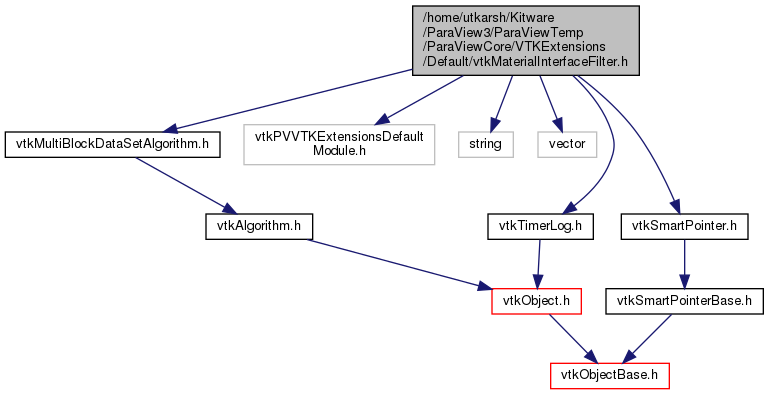 /home/utkarsh/Kitware
/ParaView3/ParaViewTemp
/ParaViewCore/VTKExtensions
/Default/vtkMaterialInterfaceFilter.h
vtkMultiBlockDataSetAlgorithm.h
vtkPVVTKExtensionsDefault
Module.h
string
vector
vtkAlgorithm.h
vtkTimerLog.h
vtkSmartPointer.h
vtkObject.h
vtkSmartPointerBase.h
vtkObjectBase.h